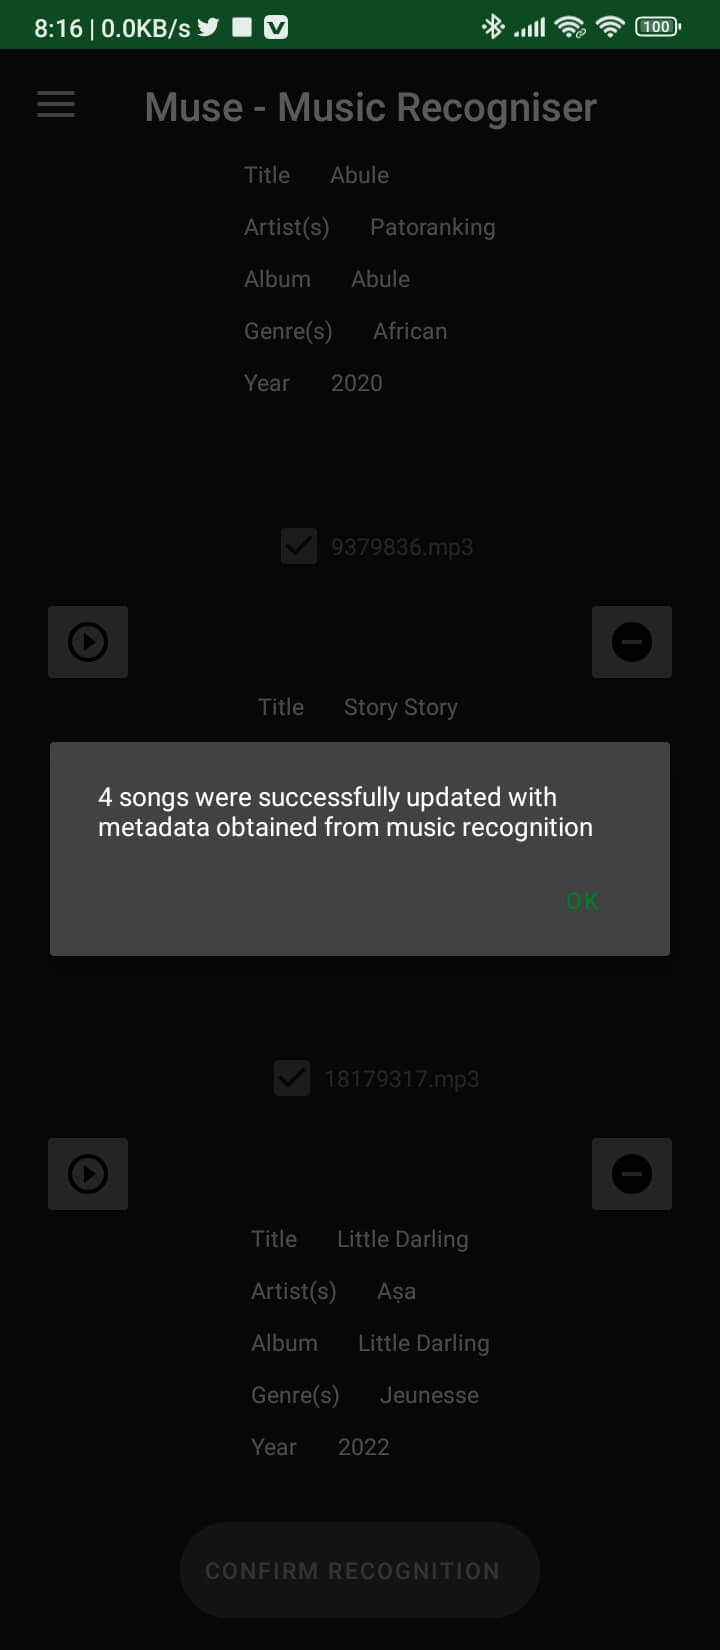 8:16 | 0.0KB/s
100
Muse - Music Recogniser
Title Abule
Artist(s) Patoranking
Album Abule
Genre(s) African
Year 2020
9379836.mp3
Title Story Story
4 songs were successfully updated with
metadata obtained from music recognition
OK
18179317.mp3
Title Little Darling
Artist(s) Aṣa
Album Little Darling
Genre(s) Jeunesse
Year 2022
CONFIRM RECOGNITION